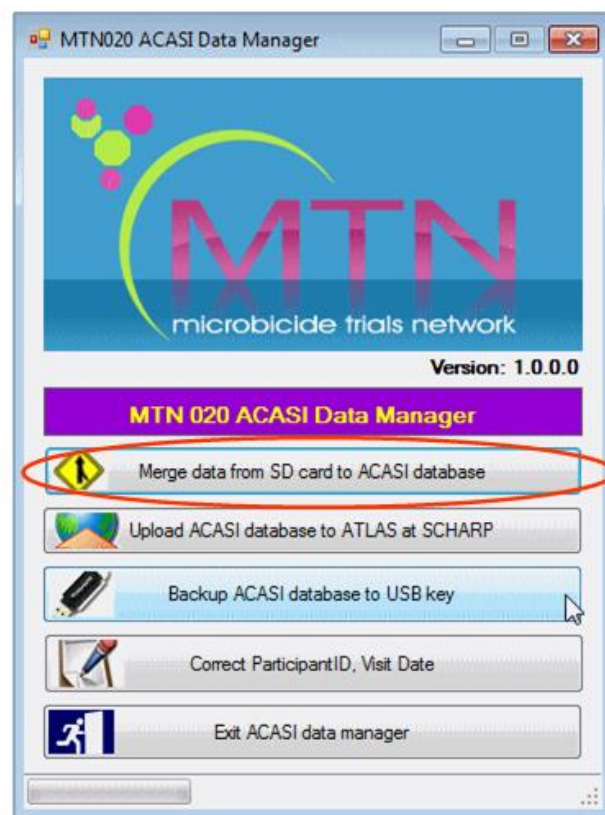 MTN020 ACASI Data Manager
MTN
microbicide trials network
Version: 1.0.0.0
MTN 020 ACASI Data Manager
Merge data from SD card to ACASI database
Upload ACASI database to ATLAS at SCHARP
Backup ACASI database to USB key
Correct ParticipantID, Visit Date
Exit ACASI data manager